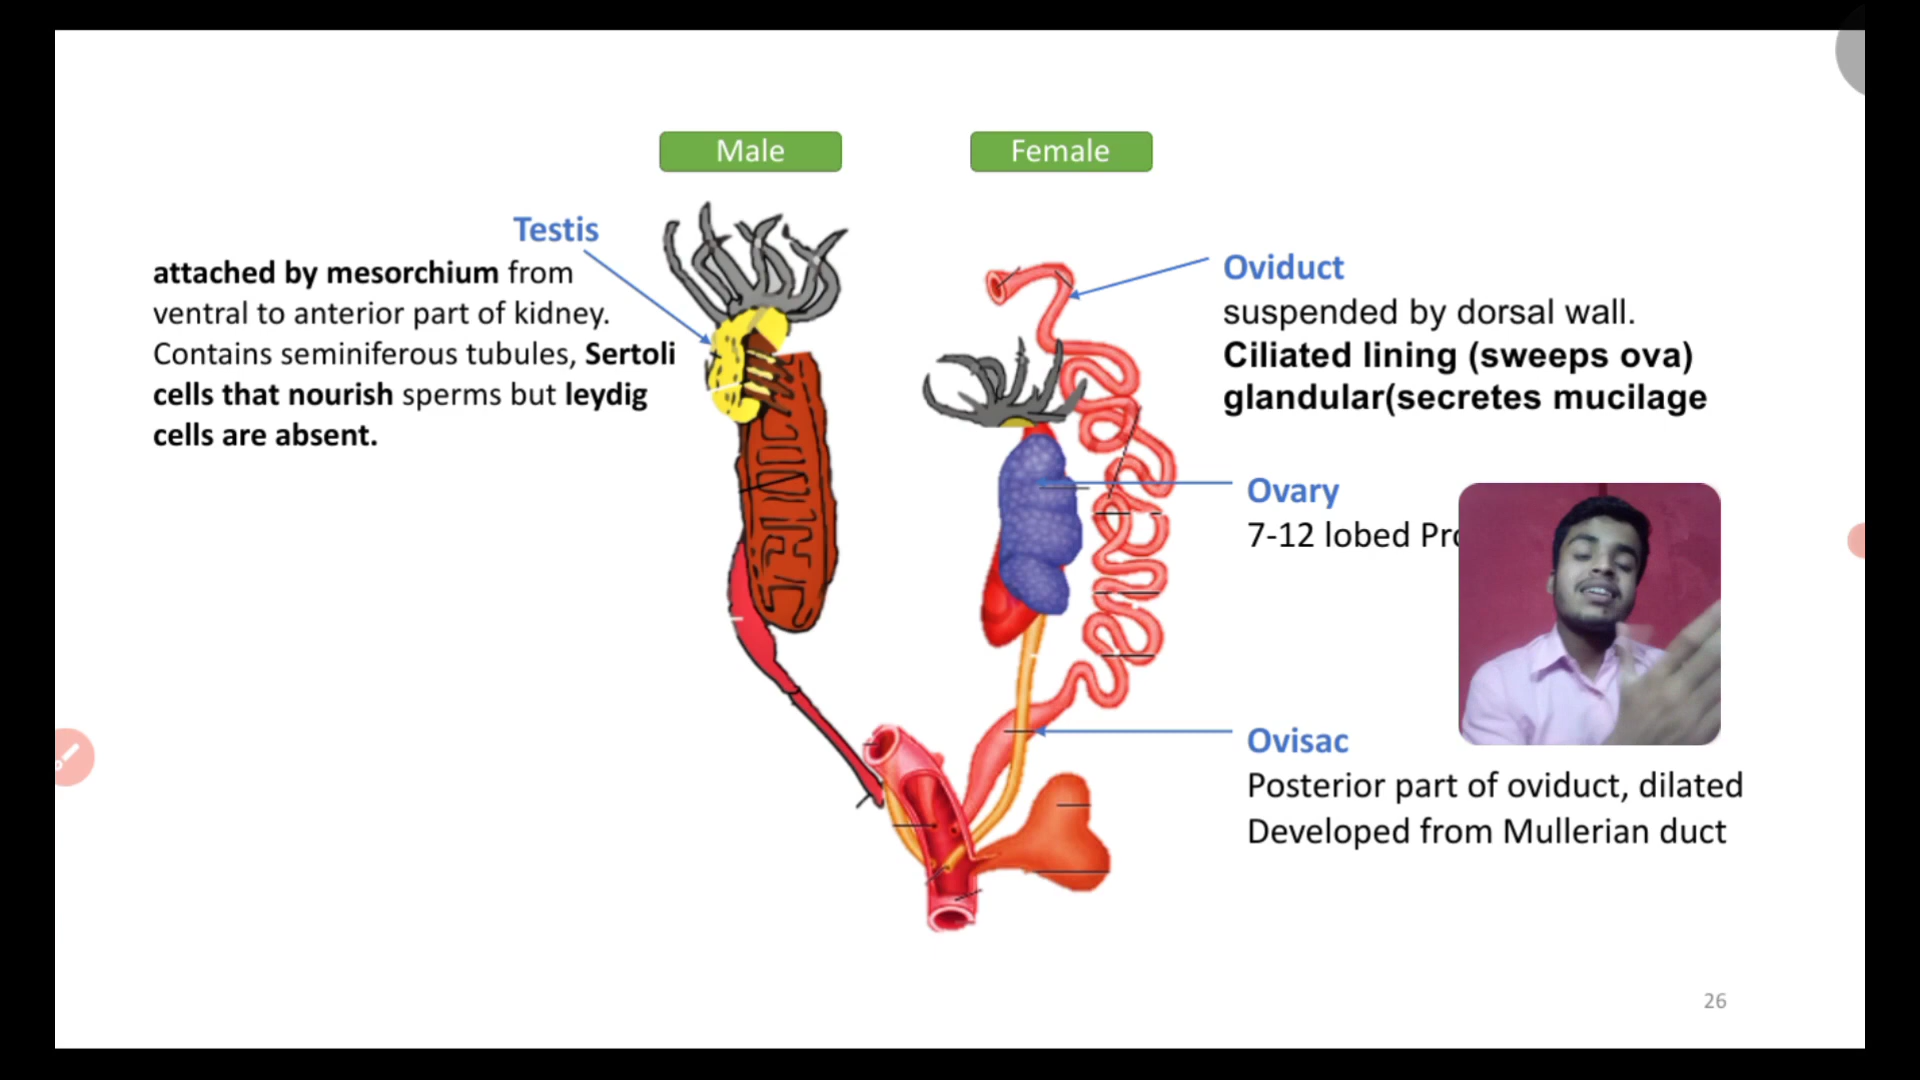 Male
Female
Testis
attached by mesorchium from
ventral to anterior part of kidney.
Contains seminiferous tubules, Sertoli
cells that nourish sperms but leydig
cells are absent.
Oviduct
suspended by dorsal wall.
Ciliated lining (sweeps ova)
glandular(secretes mucilage
Ovary
7-12 lobed
Ovisac
Posterior part of oviduct, dilated
Developed from Mullerian duct
26